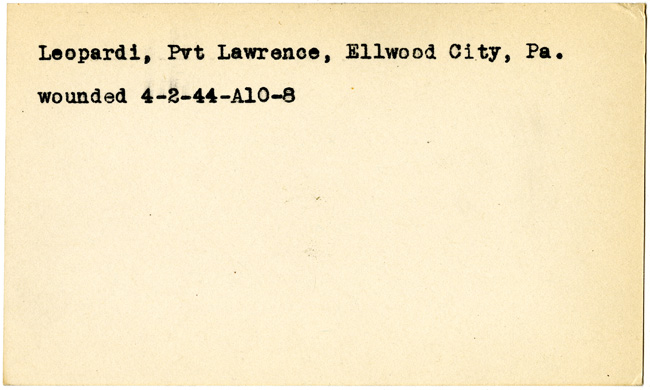 Leopardi, Pvt Lawrence, Ellwood City, Pa.
wounded 4-2-44-A10-8